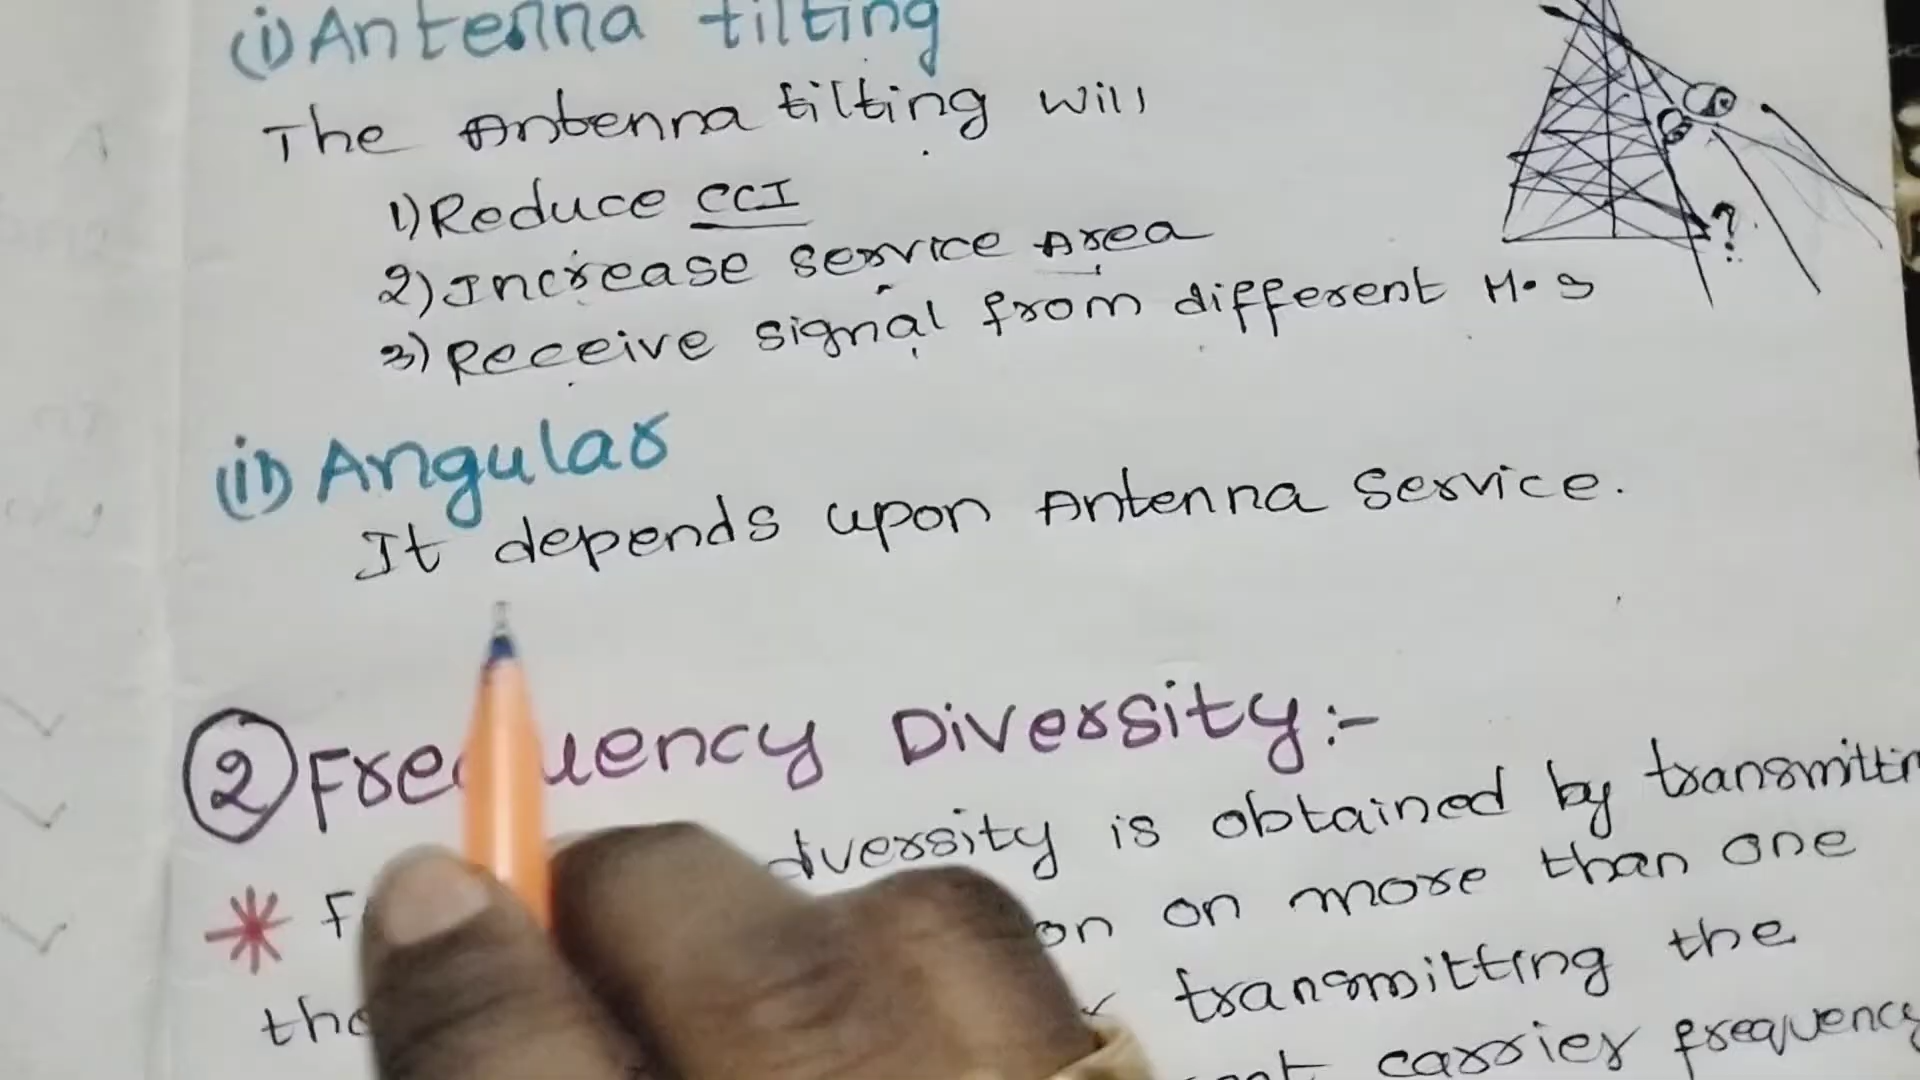 (i) Antenna tilting
The Antenna tilting will
1) Reduce CCI
2) Increase service Area
3) Receive signal from different M.S
?
(ii) Angular
It depends upon Antenna Service.
2 Frequency Diversity :-
diversity is obtained by transmittin
on on more than one
transmitting the
carrier frequency